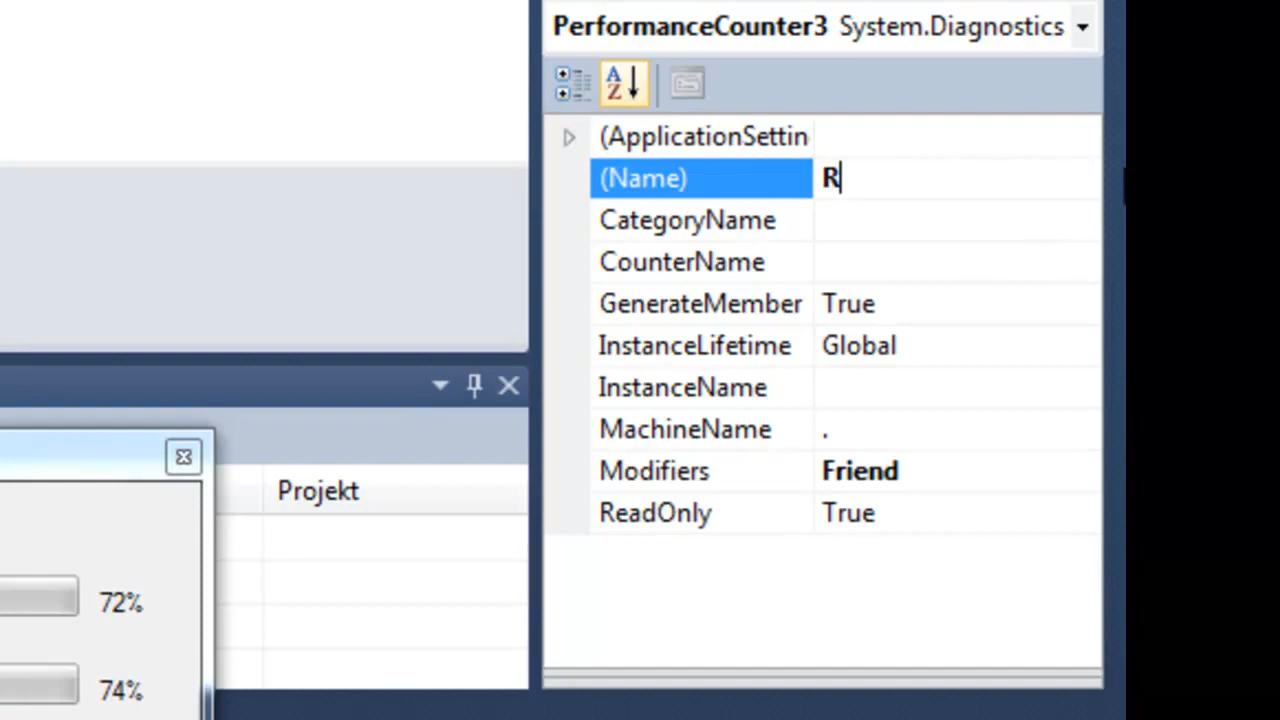 PerformanceCounter3 System.Diagnostics
(ApplicationSettin
(Name) R
CategoryName
CounterName
GenerateMember True
InstanceLifetime Global
InstanceName
MachineName .
Modifiers Friend
ReadOnly True
Projekt
72%
74%